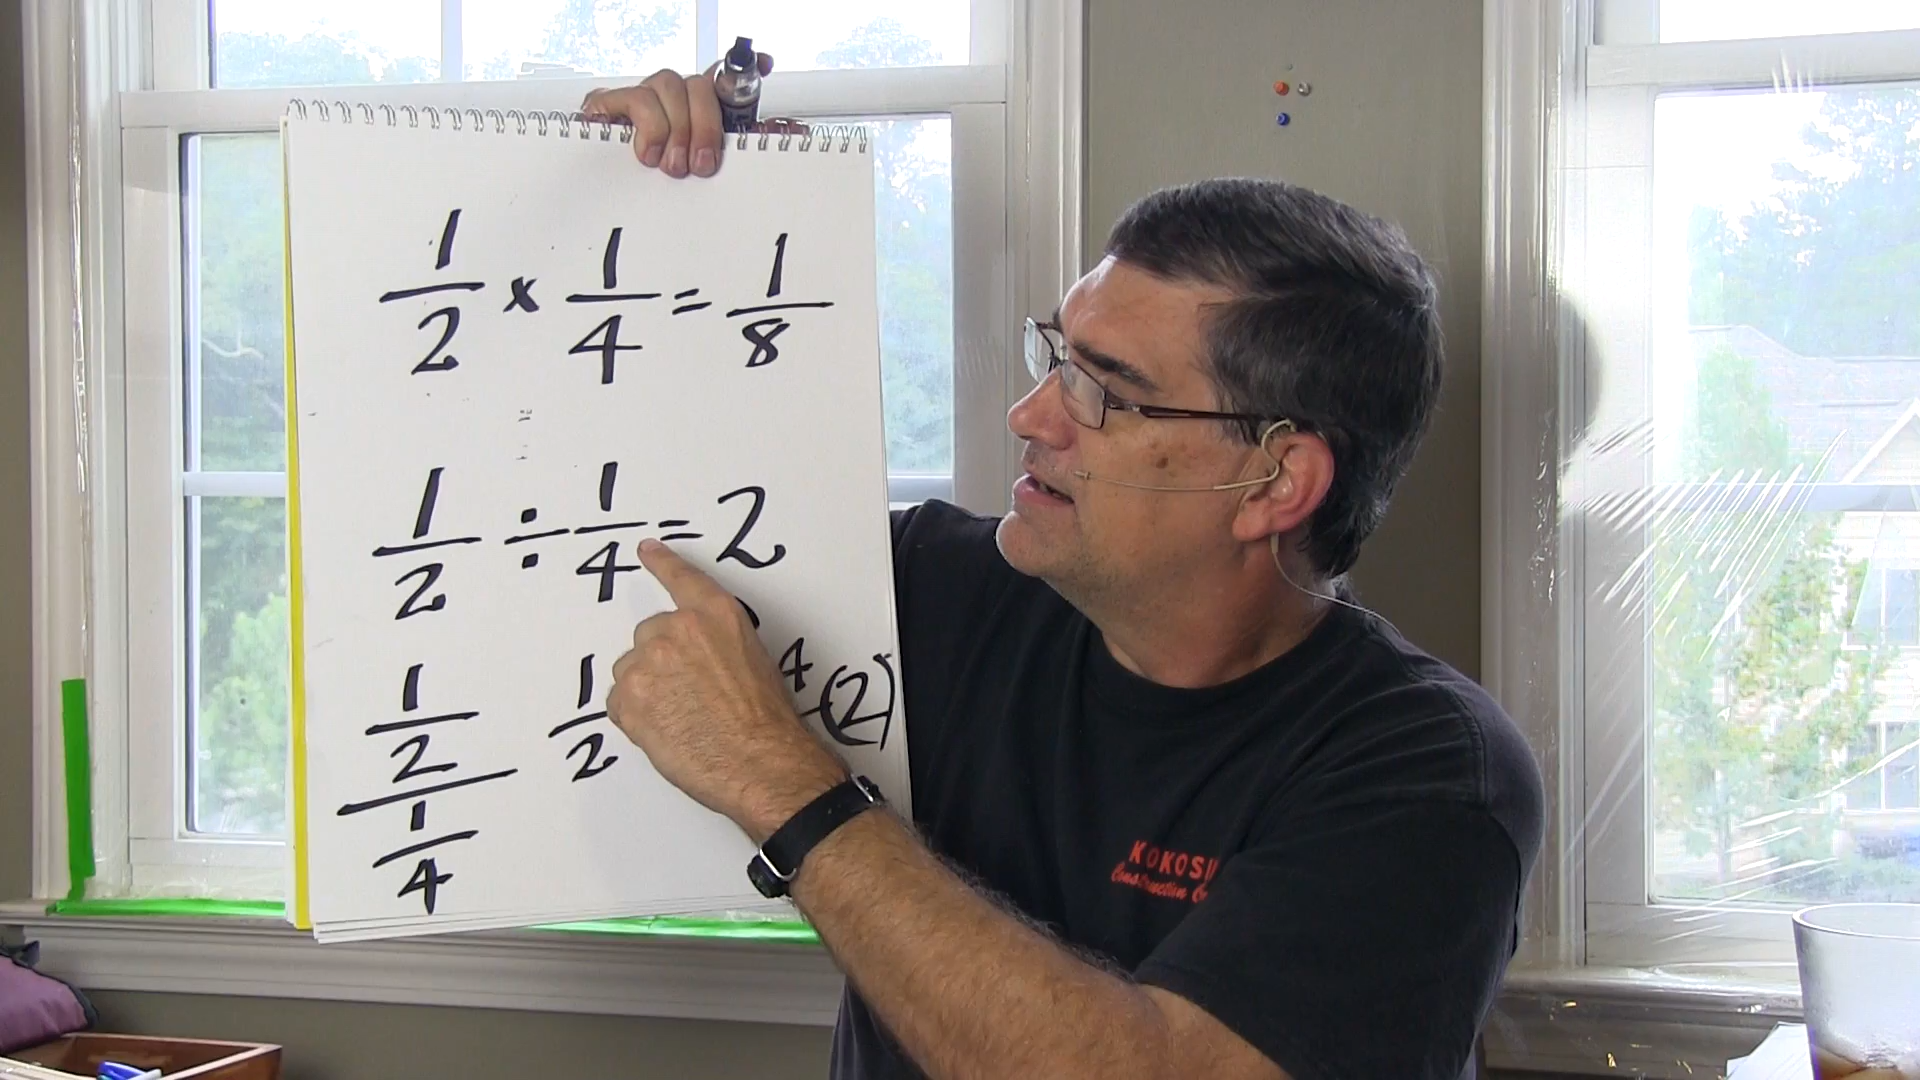 1/2 × 1/4 = 1/8
1/2 ÷ 1/4 = 2
1/2 1/2 4 (2)
1/4
KOKOSI
Construction